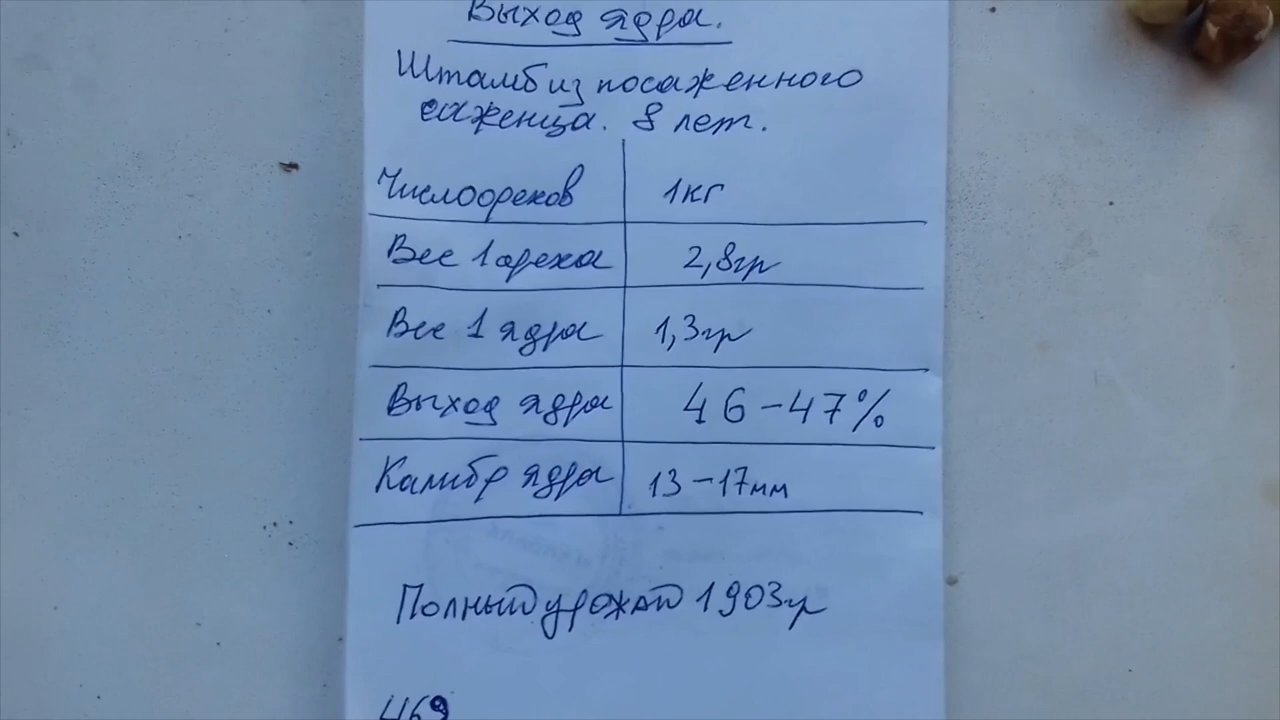 Выход ядра.
Штамб из посаженного
саженца. 8 лет.
Число орехов 1кг
Вес 1 ореха 2,8гр
Вес 1 ядра 1,3гр
Выход ядра 46-47%
Калибр ядра 13-17мм
Полный урожай 1903гр
469